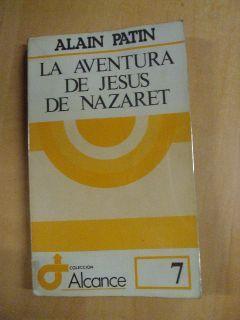 ALAIN PATIN
LA AVENTURA
DE JESUS
DE NAZARET
COLECCION
Alcance
7